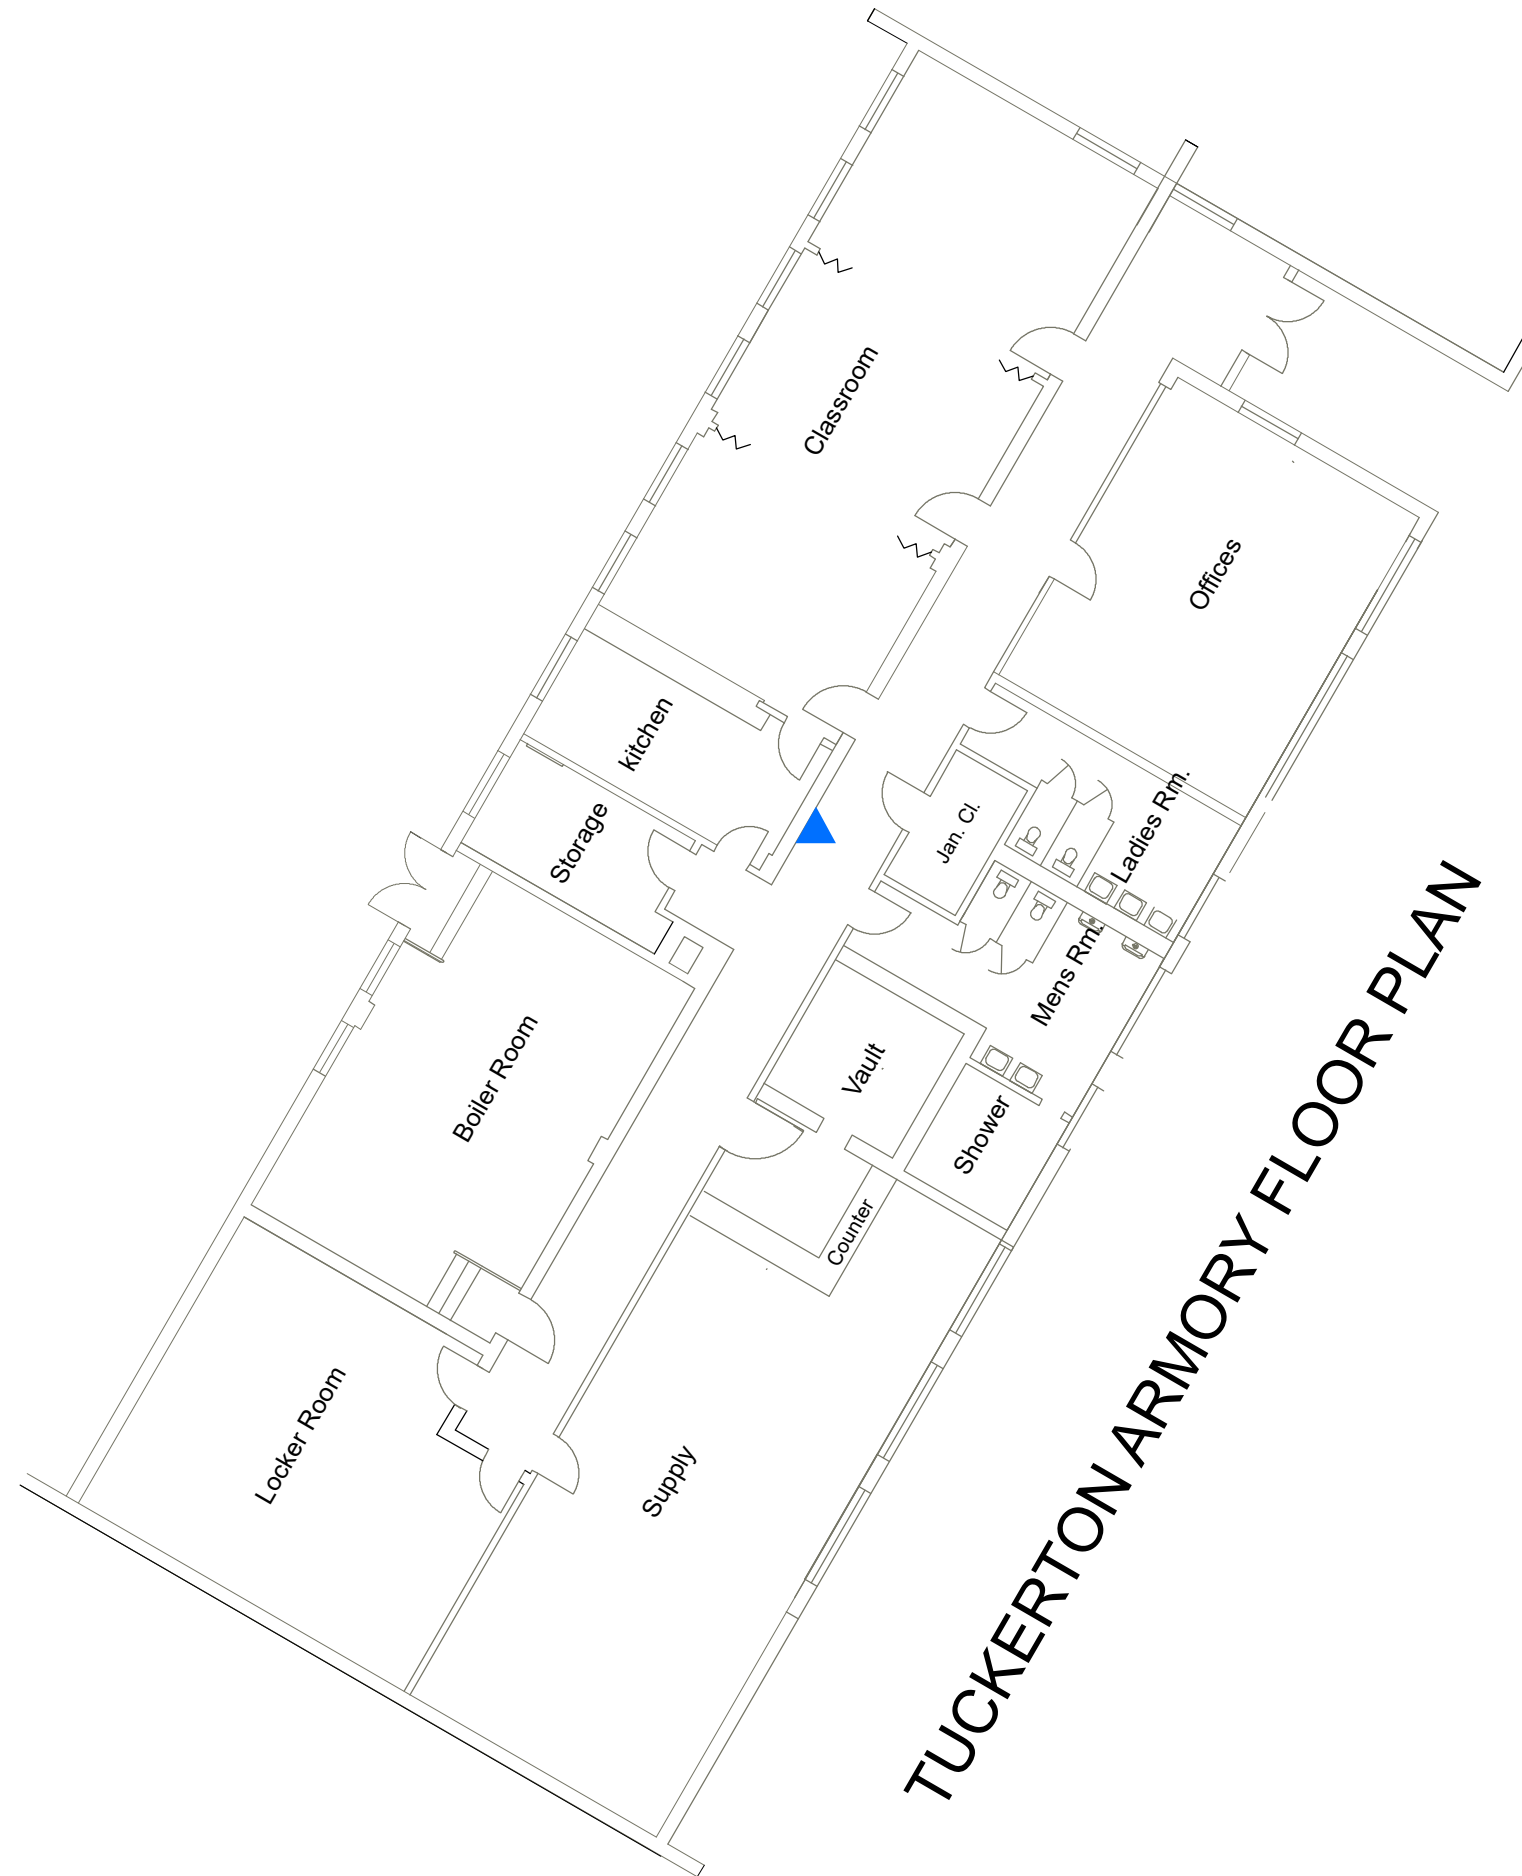 Classroom
Offices
kitchen
Storage
Jan. Cl.
Ladies Rm.
Mens Rm.
Boiler Room
Vault
Shower
Counter
Locker Room
Supply
TUCKERTON ARMORY FLOOR PLAN